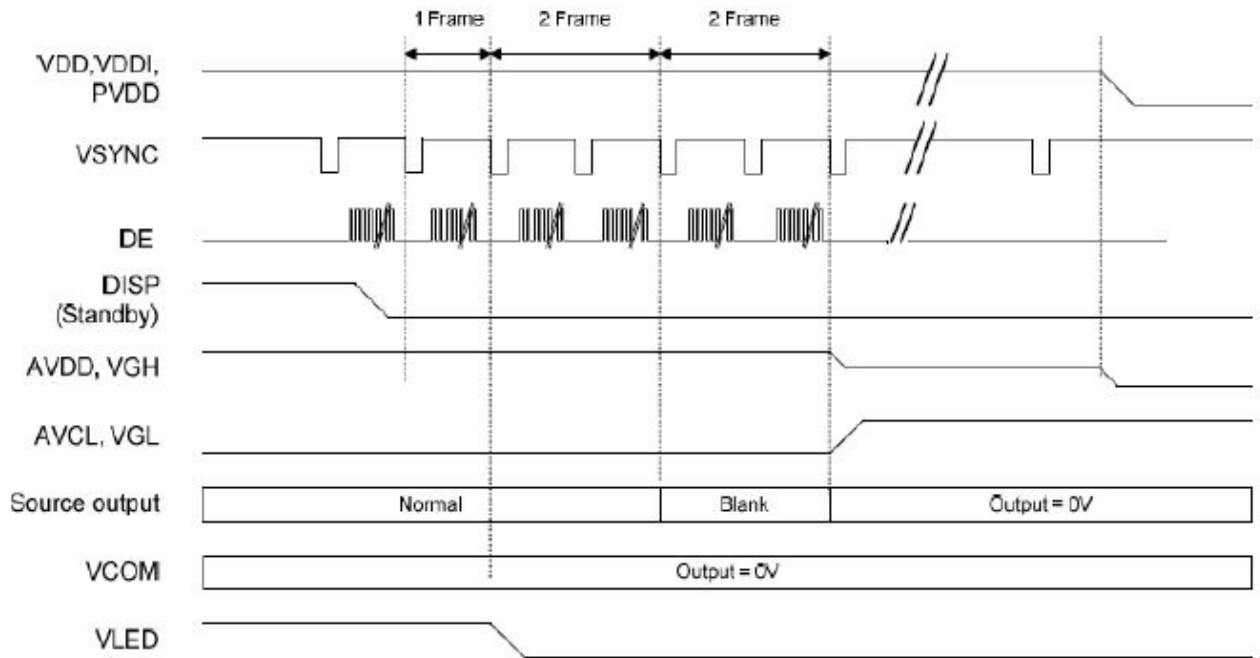 1 Frame 2 Frame 2 Frame
VDD,VDDI,
PVDD
VSYNC
DE
DISP
(Standby)
AVDD, VGH
AVCL, VGL
Source output Normal Blank Output = 0V
VCOM Output = 0V
VLED